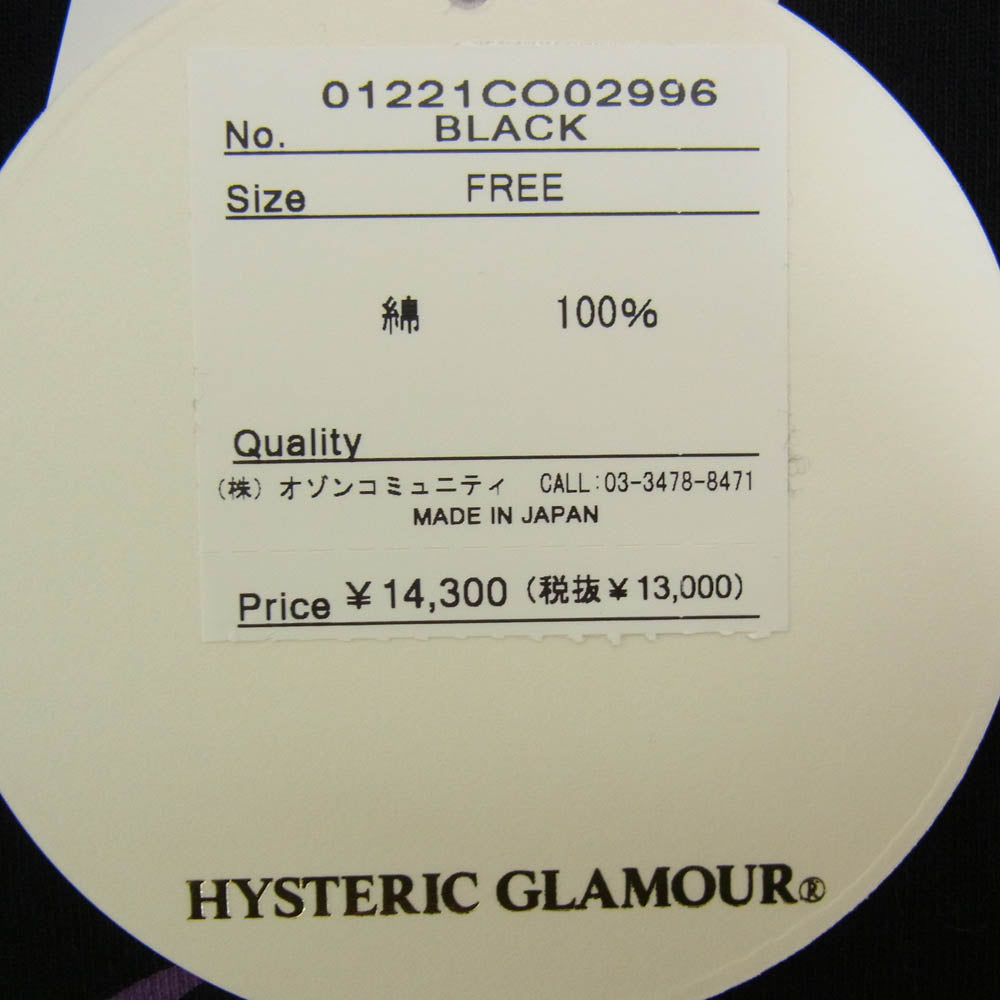 01221CO02996
No. BLACK
Size FREE
綿 100%
Quality
（株）オゾンコミュニティ CALL:03-3478-8471
MADE IN JAPAN
Price ¥14,300（税抜¥13,000）
HYSTERIC GLAMOUR®